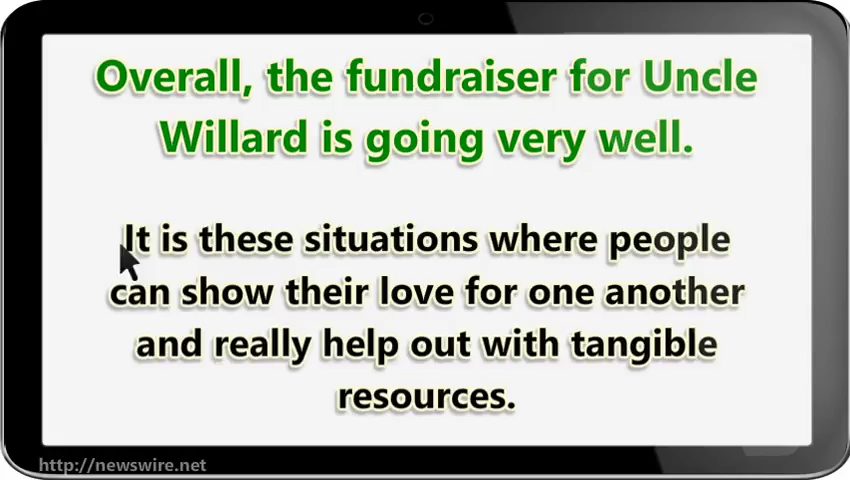 Overall, the fundraiser for Uncle
Willard is going very well.
It is these situations where people
can show their love for one another
and really help out with tangible
resources.
http://newswire.net